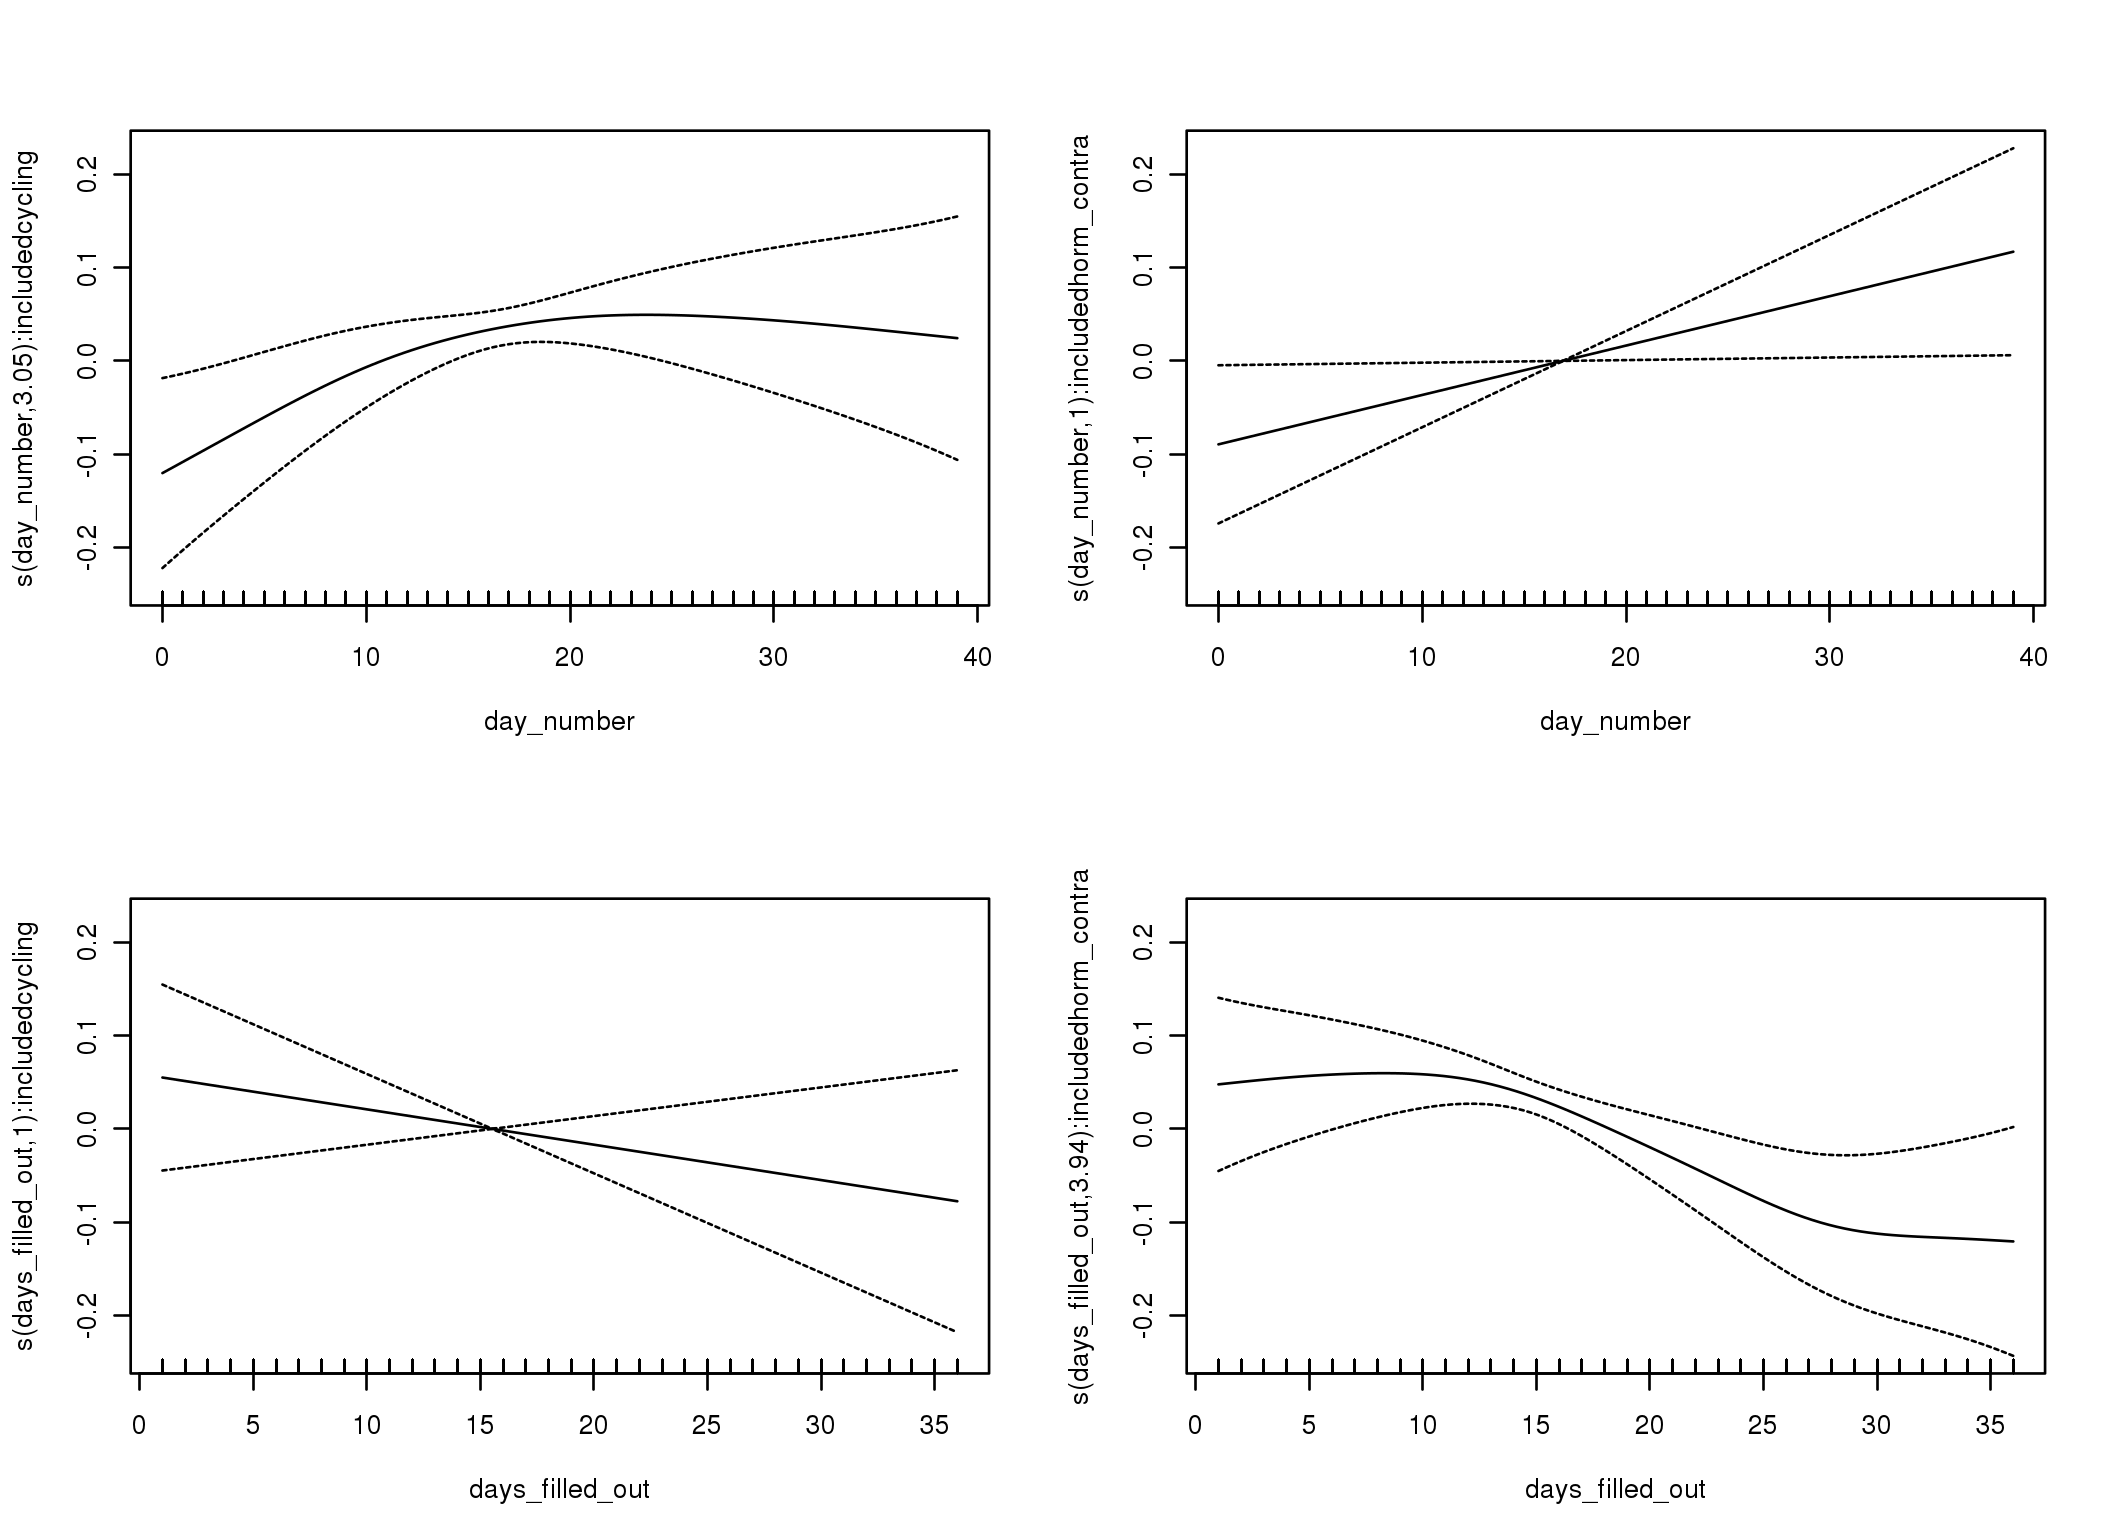 s(day_number,3.05):includedcycling
0.2
0.1
0.0
-0.1
-0.2
0 10 20 30 40
day_number
s(day_number,1):includedhorm_contra
0.2
0.1
0.0
-0.1
-0.2
0 10 20 30 40
day_number
s(days_filled_out,1):includedcycling
0.2
0.1
0.0
-0.1
-0.2
0 5 10 15 20 25 30 35
days_filled_out
s(days_filled_out,3.94):includedhorm_contra
0.2
0.1
0.0
-0.1
-0.2
0 5 10 15 20 25 30 35
days_filled_out